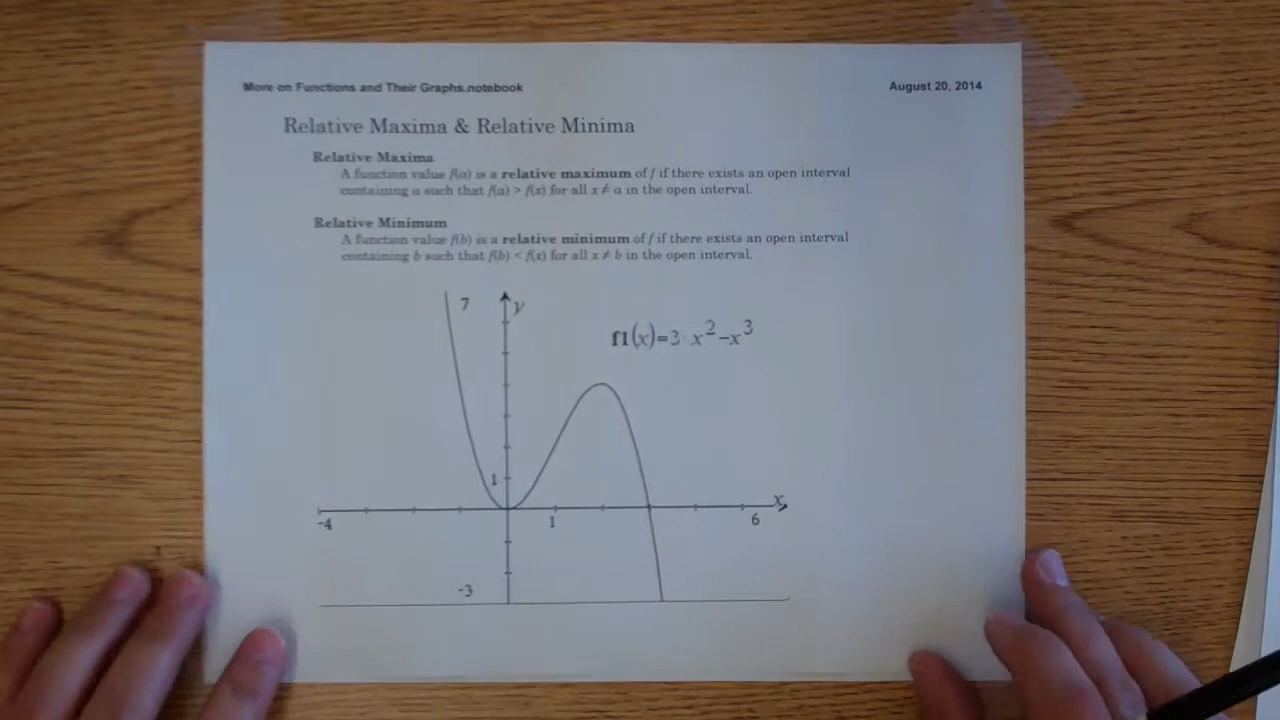 More on Functions and Their Graphs.notebook
August 20, 2014
Relative Maxima & Relative Minima
Relative Maxima
A function value f(a) is a relative maximum of f if there exists an open interval
containing a such that f(a) > f(x) for all x ≠ a in the open interval.
Relative Minimum
A function value f(b) is a relative minimum of f if there exists an open interval
containing b such that f(b) < f(x) for all x ≠ b in the open interval.
7
y
f1(x)=3·x²-x³
1
x
-4
1
6
-3